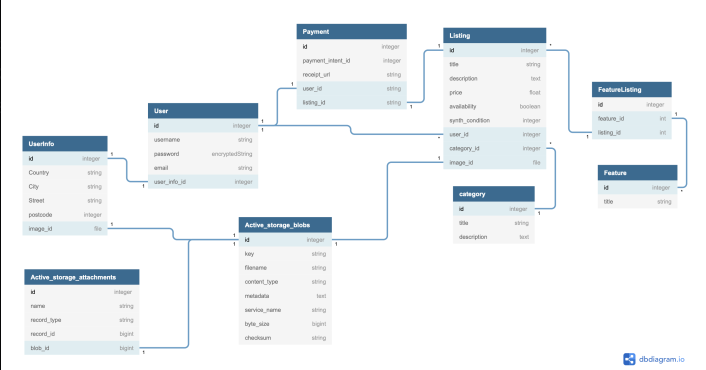 Payment
id integer
payment_intent_id integer
receipt_url string
user_id string
listing_id string
Listing
id integer
title string
description text
price float
availability boolean
synth_condition integer
user_id integer
category_id integer
image_id file
FeatureListing
id integer
feature_id int
listing_id int
User
id integer
username string
password encryptedString
email string
user_info_id integer
UserInfo
id integer
Country string
City string
Street string
postcode integer
image_id file
Feature
id integer
title string
category
id integer
title string
description text
Active_storage_blobs
id integer
key string
filename string
content_type string
metadata text
service_name string
byte_size bigint
checksum string
Active_storage_attachments
id integer
name string
record_type string
record_id bigint
blob_id bigint
1
1
1
1
1
*
*
1
1
*
1
1
1
*
1
1
1
1
1
1
dbdiagram.io